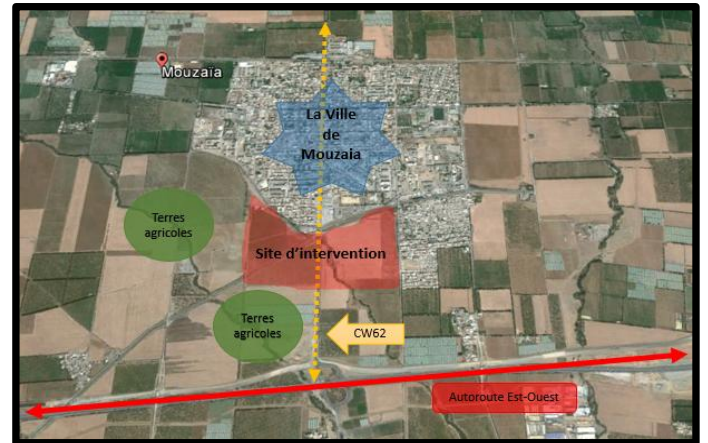 Mouzaïa
La Ville
de
Mouzaia
Terres
agricoles
Site d'intervention
Terres
agricoles
CW62
Autoroute Est-Ouest